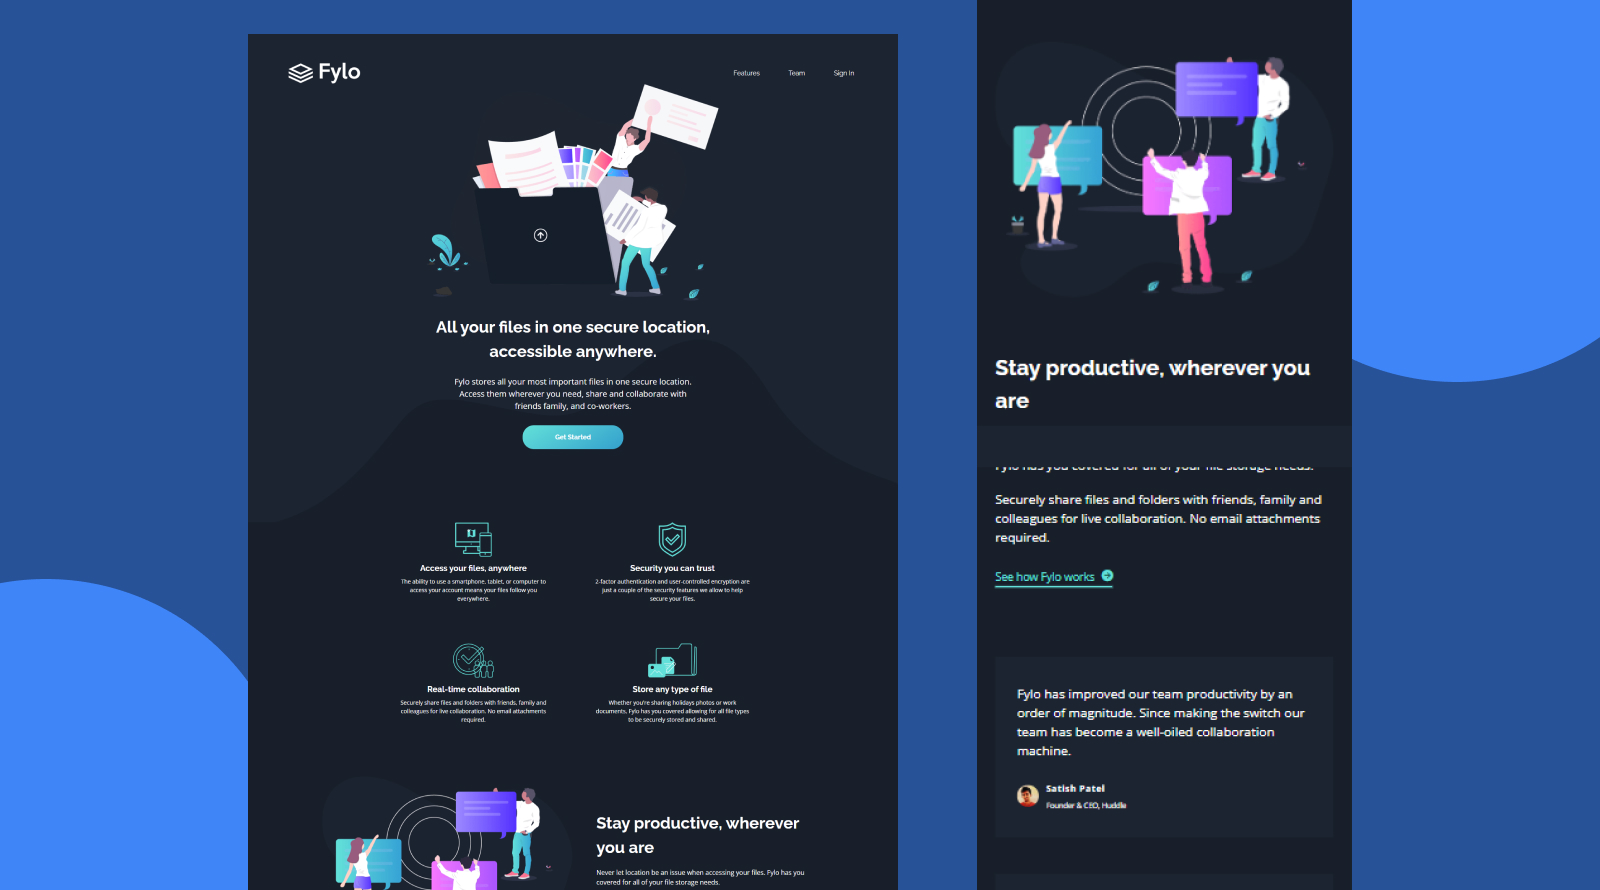 Fylo
Features
Team
Sign In
All your files in one secure location,
accessible anywhere.
Fylo stores all your most important files in one secure location.
Access them wherever you need, share and collaborate with
friends family, and co-workers.
Get Started
Access your files, anywhere
The ability to use a smartphone, tablet, or computer to
access your account means your files follow you
everywhere.
Security you can trust
2-factor authentication and user-controlled encryption are
just a couple of the security features we allow to help
secure your files.
Real-time collaboration
Securely share files and folders with friends, family and
colleagues for live collaboration. No email attachments
required.
Store any type of file
Whether you're sharing holidays photos or work
documents, Fylo has you covered allowing for all file types
to be securely stored and shared.
Stay productive, wherever
you are
Never let location be an issue when accessing your files. Fylo has you
covered for all of your file storage needs.
Stay productive, wherever you
are
Fylo has you covered for all of your file storage needs.
Securely share files and folders with friends, family and
colleagues for live collaboration. No email attachments
required.
See how Fylo works
Fylo has improved our team productivity by an
order of magnitude. Since making the switch our
team has become a well-oiled collaboration
machine.
Satish Patel
Founder & CEO, Huddle